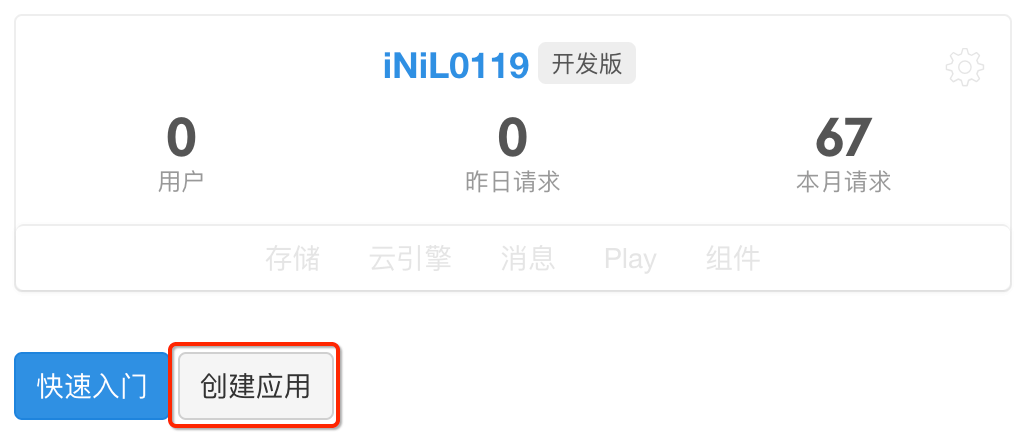 iNiL0119 开发版
0 0 67
用户 昨日请求 本月请求
存储 云引擎 消息 Play 组件
快速入门 创建应用